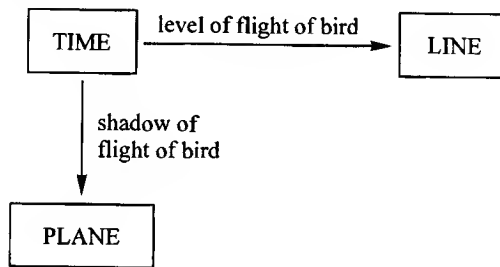 TIME
level of flight of bird
LINE
shadow of
flight of bird
PLANE